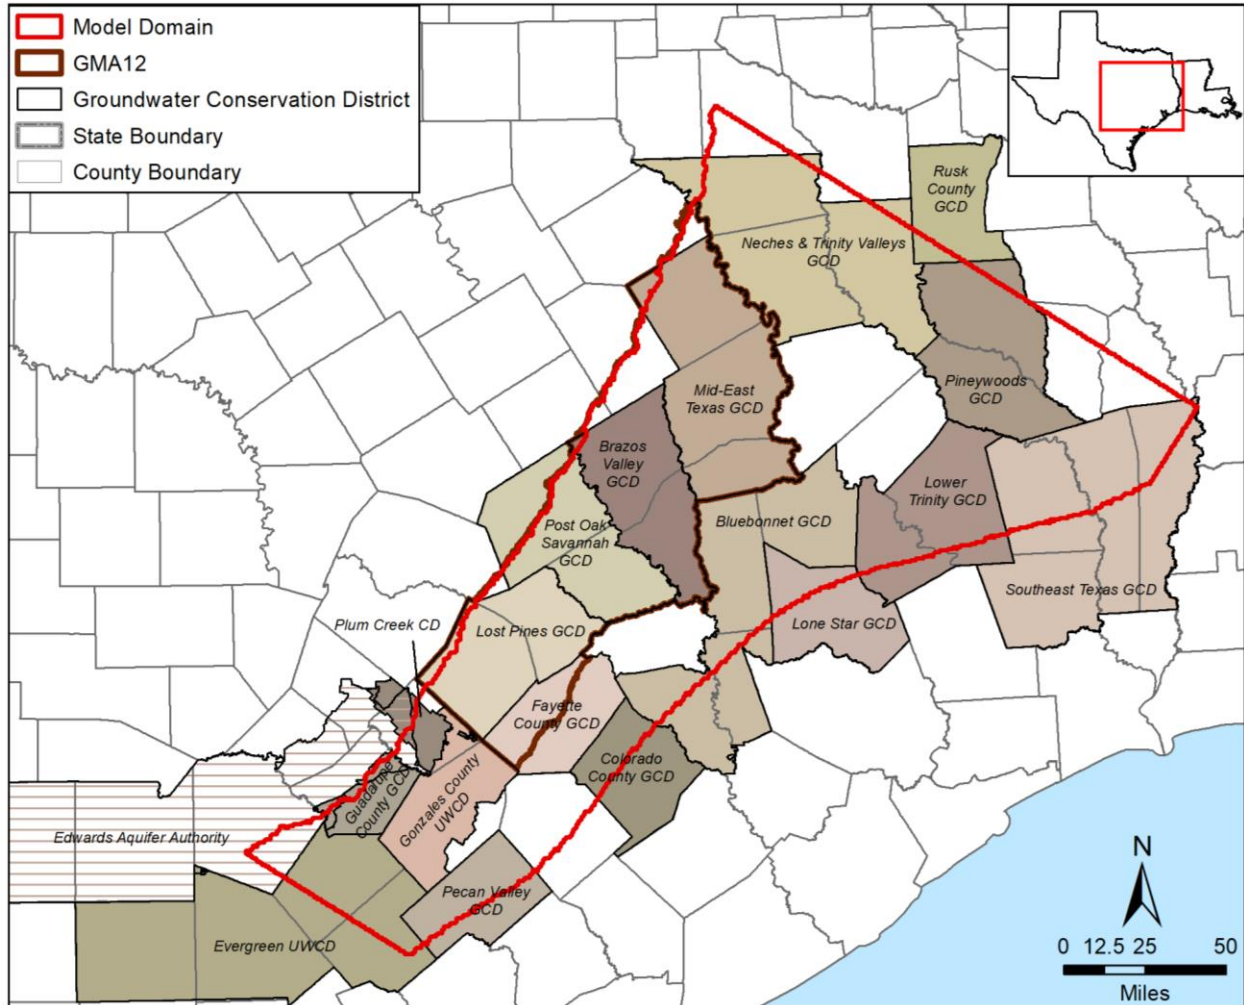 Model Domain
GMA12
Groundwater Conservation District
State Boundary
County Boundary
Rusk
County
GCD
Neches & Trinity Valleys
GCD
Pineywoods
GCD
Mid-East
Texas GCD
Brazos
Valley
GCD
Lower
Trinity GCD
Bluebonnet GCD
Post Oak
Savannah
GCD
Southeast Texas GCD
Plum Creek CD
Lost Pines GCD
Lone Star GCD
Fayette
County GCD
Colorado
County GCD
Guadalupe
County GCD
Gonzales County
UWCD
Edwards Aquifer Authority
Pecan Valley
GCD
Evergreen UWCD
N
0 12.5 25 50
Miles